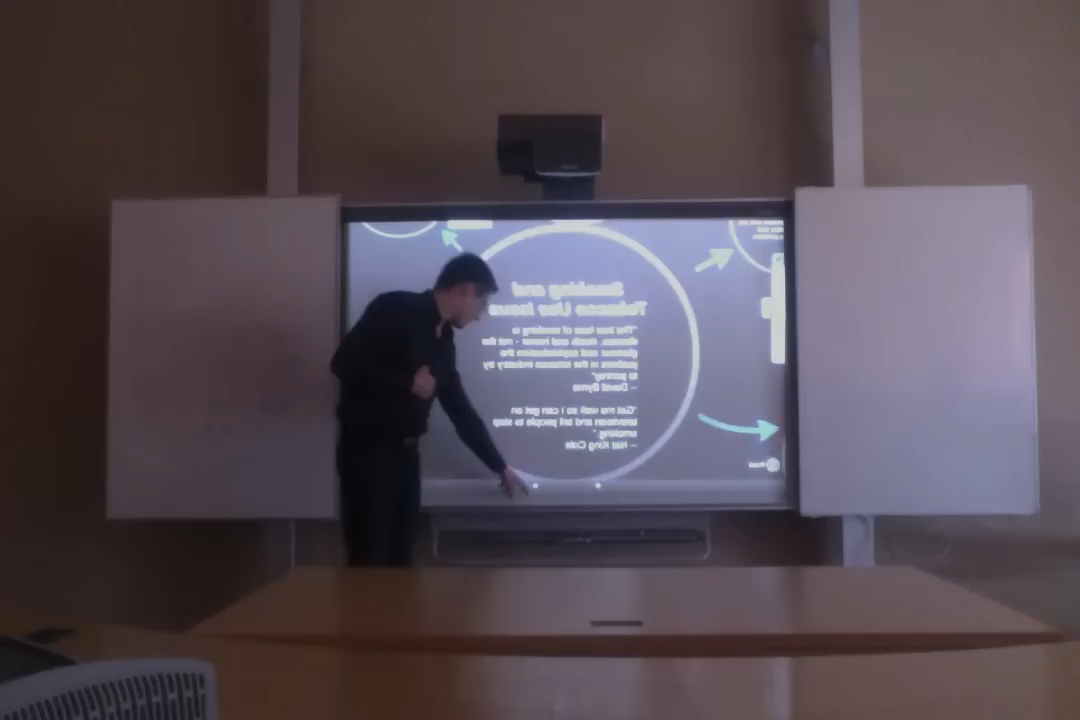 Smoking and
Tobacco Use Issue
"The true face of smoking is
disease, death and horror - not the
glamour and sophistication the
pushers in the tobacco industry try
to portray."
– David Byrne
"Get me well so I can get on
television and tell people to stop
smoking."
– Nat King Cole